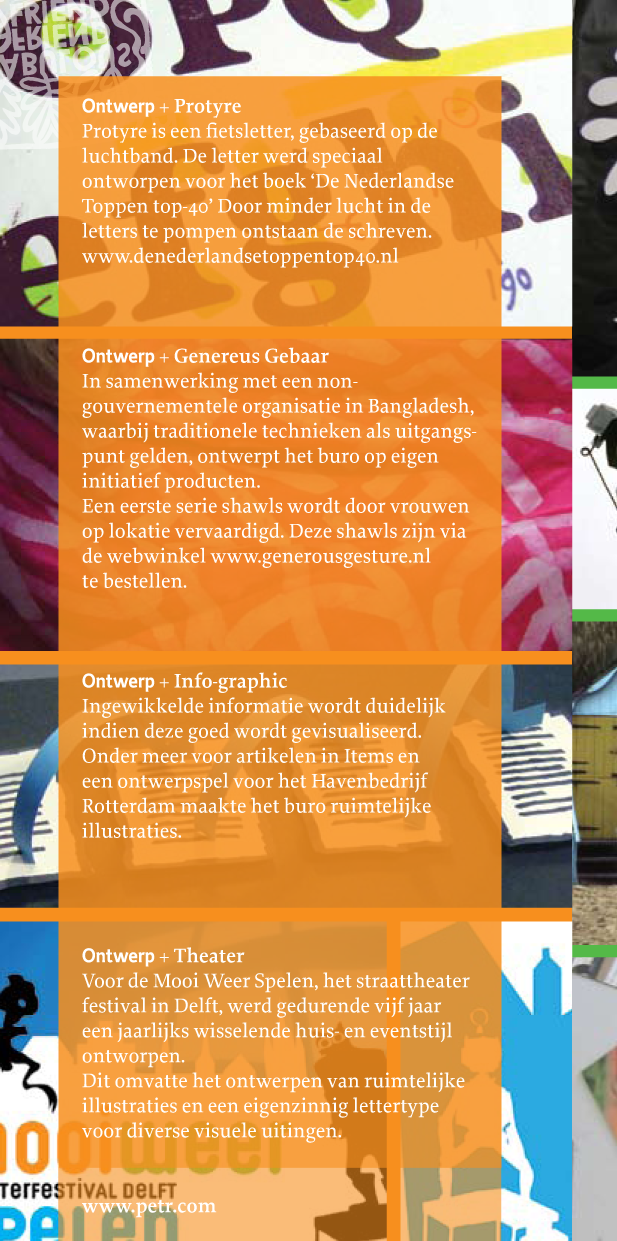 FRIEND
PQ
efghi
90
Ontwerp + Protyre
Protyre is een fietsletter, gebaseerd op de
luchtband. De letter werd speciaal
ontworpen voor het boek ‘De Nederlandse
Toppen top-40’ Door minder lucht in de
letters te pompen ontstaan de schreven.
www.denederlandsetoppentop40.nl
Ontwerp + Genereus Gebaar
In samenwerking met een non-
gouvernementele organisatie in Bangladesh,
waarbij traditionele technieken als uitgangs-
punt gelden, ontwerpt het buro op eigen
initiatief producten.
Een eerste serie shawls wordt door vrouwen
op lokatie vervaardigd. Deze shawls zijn via
de webwinkel www.generousgesture.nl
te bestellen.
Ontwerp + Info-graphic
Ingewikkelde informatie wordt duidelijk
indien deze goed wordt gevisualiseerd.
Onder meer voor artikelen in Items en
een ontwerpspel voor het Havenbedrijf
Rotterdam maakte het buro ruimtelijke
illustraties.
Ontwerp + Theater
Voor de Mooi Weer Spelen, het straattheater
festival in Delft, werd gedurende vijf jaar
een jaarlijks wisselende huis- en eventstijl
ontworpen.
Dit omvatte het ontwerpen van ruimtelijke
illustraties en een eigenzinnig lettertype
voor diverse visuele uitingen.
ooiweer
terfestival delft
pelen
www.petr.com